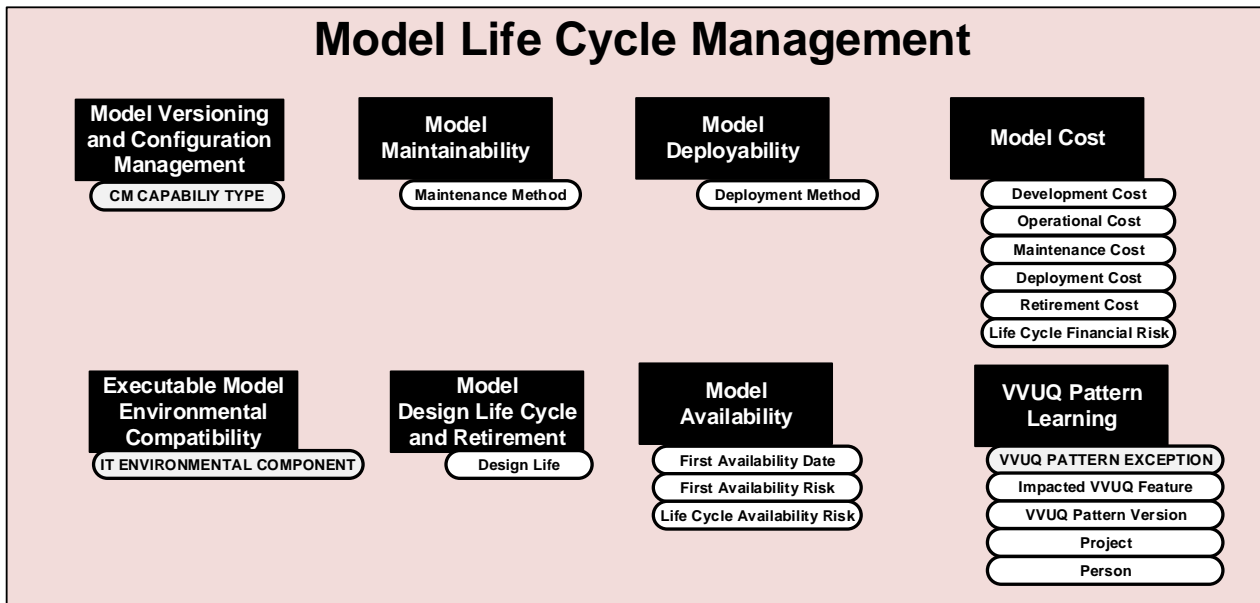 Model Life Cycle Management
Model Versioning
and Configuration
Management
CM CAPABILIY TYPE
Model
Maintainability
Maintenance Method
Model
Deployability
Deployment Method
Model Cost
Development Cost
Operational Cost
Maintenance Cost
Deployment Cost
Retirement Cost
Life Cycle Financial Risk
Executable Model
Environmental
Compatibility
IT ENVIRONMENTAL COMPONENT
Model
Design Life Cycle
and Retirement
Design Life
Model
Availability
First Availability Date
First Availability Risk
Life Cycle Availability Risk
VVUQ Pattern
Learning
VVUQ PATTERN EXCEPTION
Impacted VVUQ Feature
VVUQ Pattern Version
Project
Person